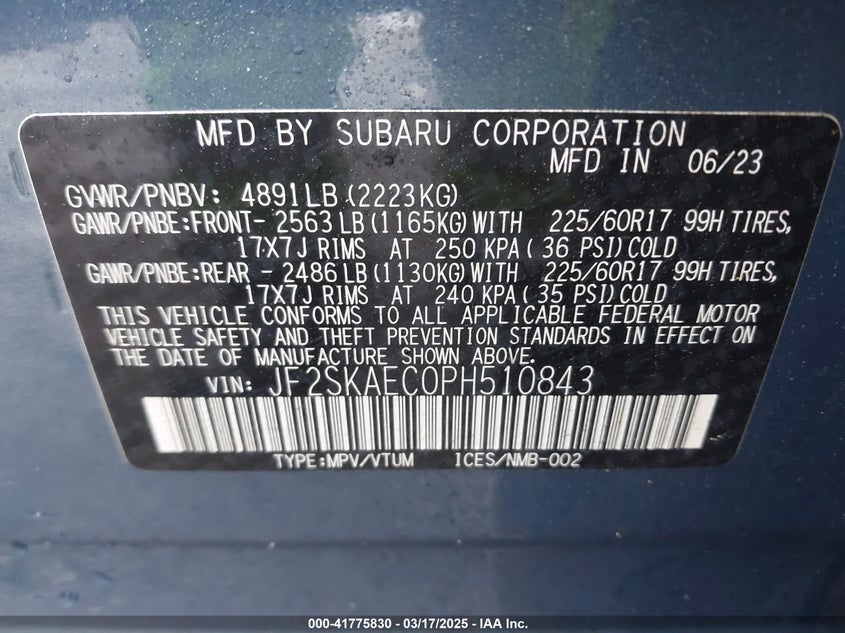 MFD BY SUBARU CORPORATION
MFD IN 06/23
GVWR/PNBV: 4891LB (2223KG)
GAWR/PNBE:FRONT- 2563 LB (1165KG) WITH 225/60R17 99H TIRES,
17X7J RIMS AT 250 KPA ( 36 PSI) COLD
GAWR/PNBE:REAR - 2486 LB (1130KG) WITH 225/60R17 99H TIRES,
17X7J RIMS AT 240 KPA ( 35 PSI) COLD
THIS VEHICLE CONFORMS TO ALL APPLICABLE FEDERAL MOTOR
VEHICLE SAFETY AND THEFT PREVENTION STANDARDS IN EFFECT ON
THE DATE OF MANUFACTURE SHOWN ABOVE.
VIN: JF2SKAEC0PH510843
TYPE:MPV/VTUM ICES/NMB-002
000-41775830 - 03/17/2025 - IAA Inc.